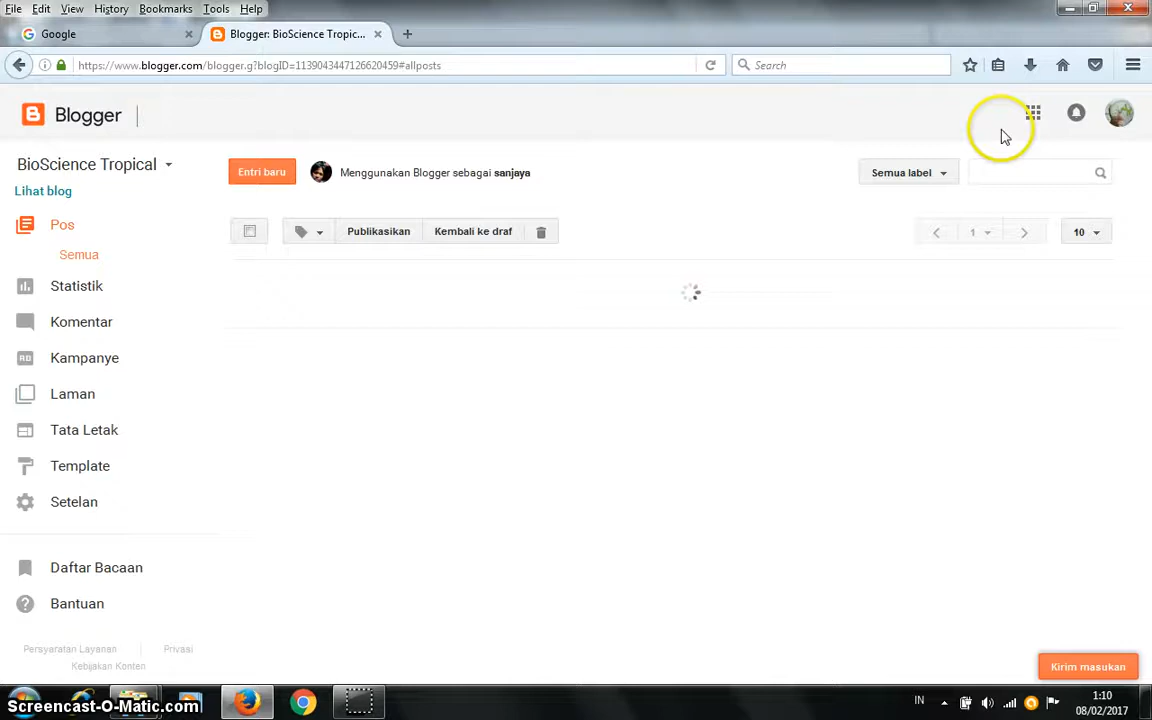 File Edit View History Bookmarks Tools Help
Google
Blogger: BioScience Tropic...
https://www.blogger.com/blogger.g?blogID=1139043447126620459#allposts
Search
Blogger
BioScience Tropical
Entri baru
Menggunakan Blogger sebagai sanjaya
Semua label
Lihat blog
Pos
Publikasikan
Kembali ke draf
1
10
Semua
Statistik
Komentar
Kampanye
Laman
Tata Letak
Template
Setelan
Daftar Bacaan
Bantuan
Persyaratan Layanan
Privasi
Kebijakan Konten
Kirim masukan
Screencast-O-Matic.com
IN
1:10
08/02/2017